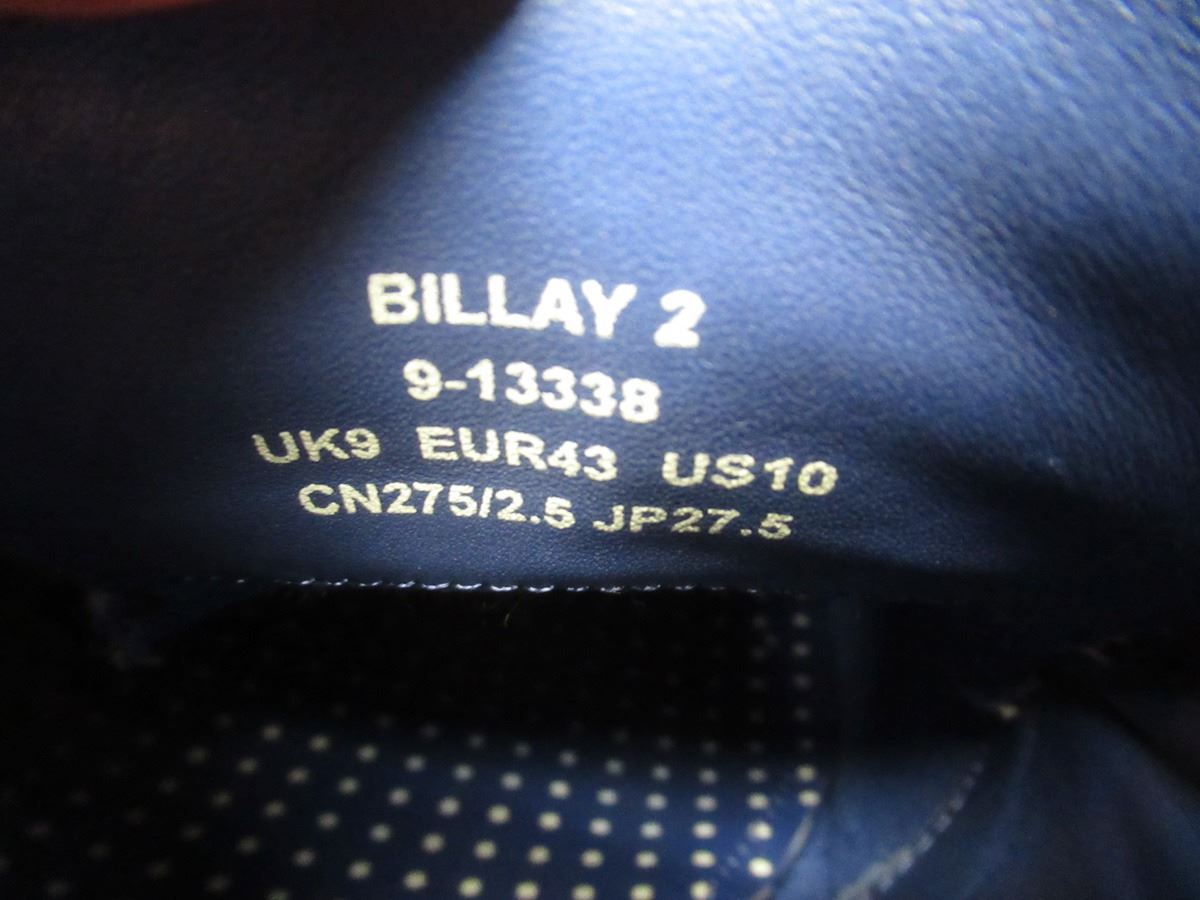 BILLAY 2
9-13338
UK9 EUR43 US10
CN275/2.5 JP27.5